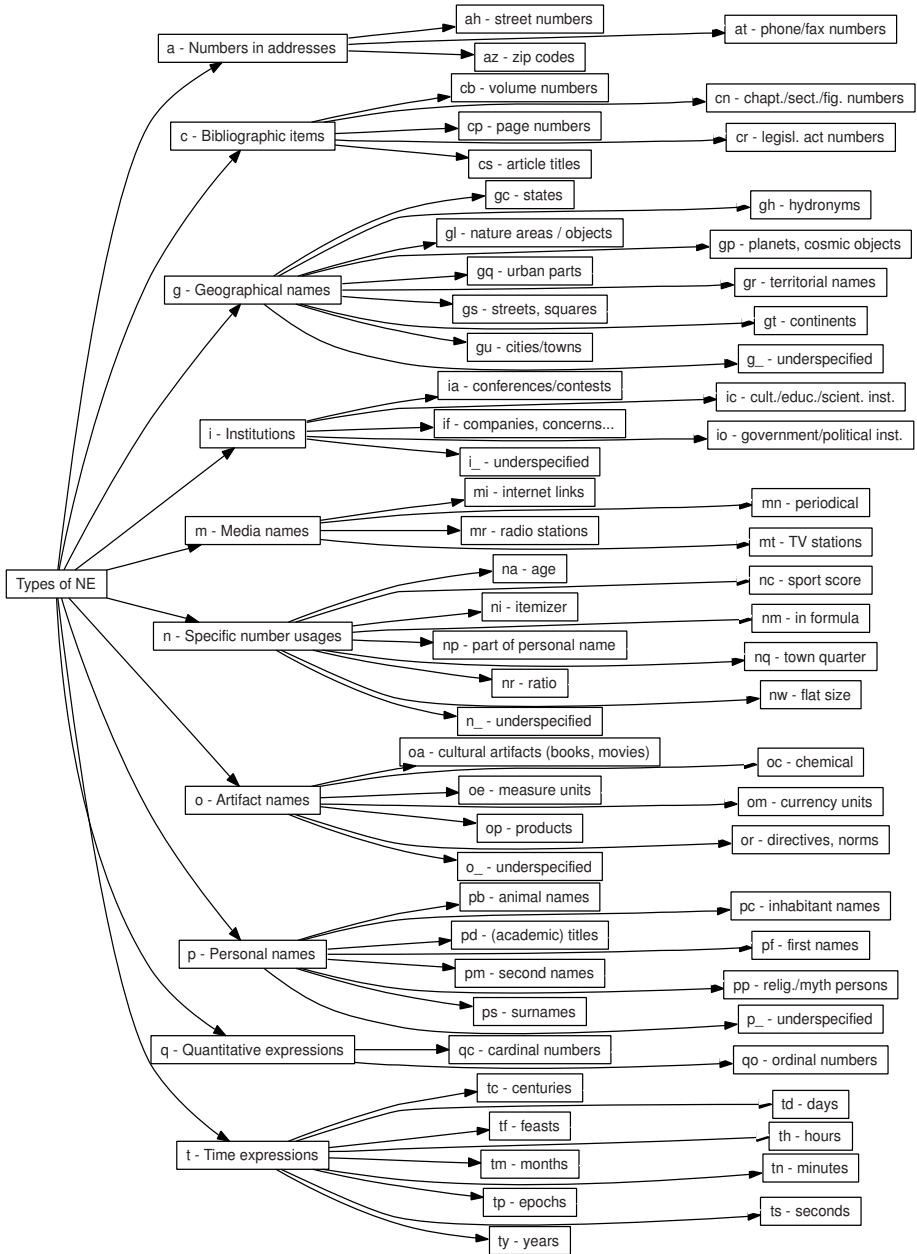 Types of NE
a - Numbers in addresses
ah - street numbers
at - phone/fax numbers
az - zip codes
c - Bibliographic items
cb - volume numbers
cn - chapt./sect./fig. numbers
cp - page numbers
cr - legisl. act numbers
cs - article titles
g - Geographical names
gc - states
gh - hydronyms
gl - nature areas / objects
gp - planets, cosmic objects
gq - urban parts
gr - territorial names
gs - streets, squares
gt - continents
gu - cities/towns
g_ - underspecified
i - Institutions
ia - conferences/contests
ic - cult./educ./scient. inst.
if - companies, concerns...
io - government/political inst.
i_ - underspecified
m - Media names
mi - internet links
mn - periodical
mr - radio stations
mt - TV stations
n - Specific number usages
na - age
nc - sport score
ni - itemizer
nm - in formula
np - part of personal name
nq - town quarter
nr - ratio
nw - flat size
n_ - underspecified
o - Artifact names
oa - cultural artifacts (books, movies)
oc - chemical
oe - measure units
om - currency units
op - products
or - directives, norms
o_ - underspecified
p - Personal names
pb - animal names
pc - inhabitant names
pd - (academic) titles
pf - first names
pm - second names
pp - relig./myth persons
ps - surnames
p_ - underspecified
q - Quantitative expressions
qc - cardinal numbers
qo - ordinal numbers
t - Time expressions
tc - centuries
td - days
tf - feasts
th - hours
tm - months
tn - minutes
tp - epochs
ts - seconds
ty - years